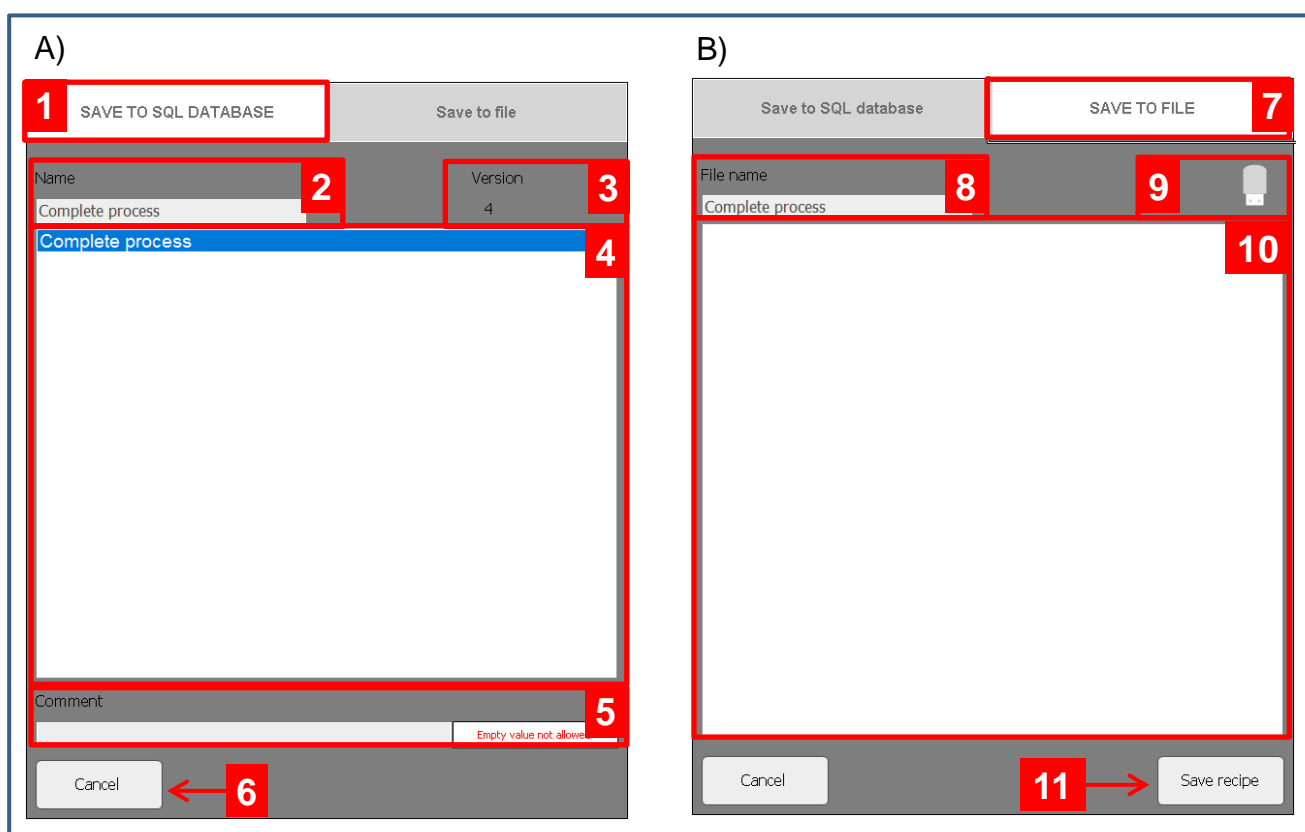 A)
1 SAVE TO SQL DATABASE Save to file
Name 2 Version 3
Complete process 4
Complete process 4
Comment 5
Empty value not allowe
Cancel 6
B)
Save to SQL database SAVE TO FILE 7
File name 8 9
Complete process
10
Cancel 11 Save recipe